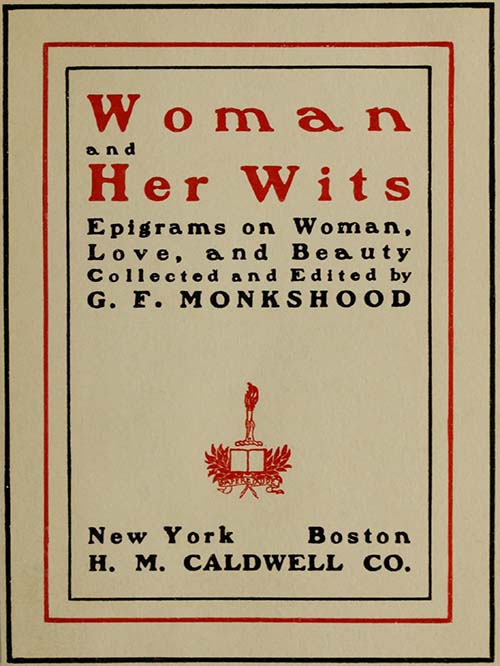 Woman
and
Her Wits
Epigrams on Woman,
Love, and Beauty
Collected and Edited by
G. F. MONKSHOOD
New York Boston
H. M. CALDWELL CO.